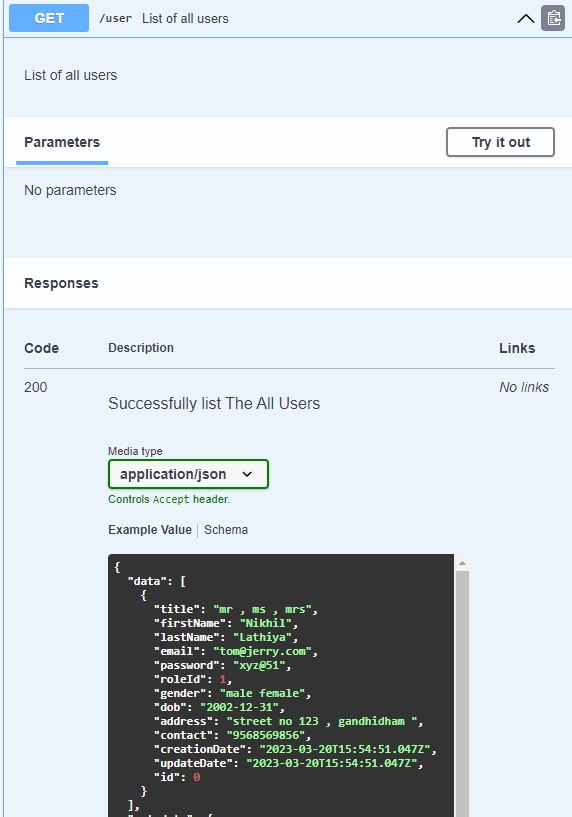 GET /user List of all users
List of all users
Parameters Try it out
No parameters
Responses
Code Description Links
200 Successfully list The All Users No links
Media type
application/json
Controls Accept header.
Example Value Schema
{
"data": [
{
"title": "mr , ms , mrs",
"firstName": "Nikhil",
"lastName": "Lathiya",
"email": "tom@jerry.com",
"password": "xyz@51",
"roleId": 1,
"gender": "male female",
"dob": "2002-12-31",
"address": "street no 123 , gandhidham ",
"contact": "9568569856",
"creationDate": "2023-03-20T15:54:51.047Z",
"updateDate": "2023-03-20T15:54:51.047Z",
"id": 0
}
],